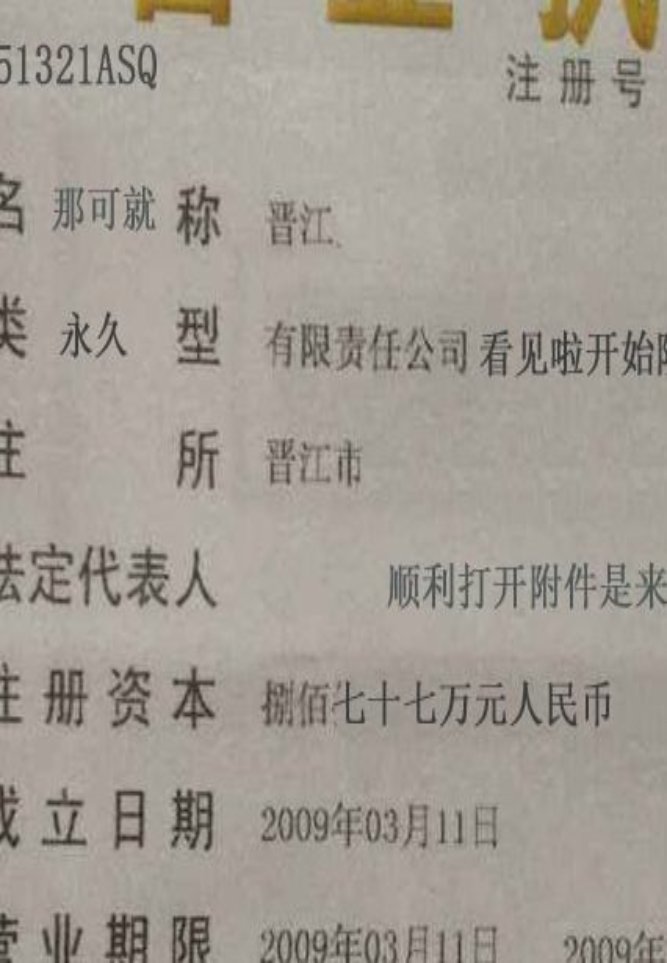 51321ASQ
注册号
名 那可就 称 晋江
类 永久 型 有限责任公司 看见啦开始
住 所 晋江市
法定代表人 顺利打开附件是来
注册资本 捌佰七十七万元人民币
成立日期 2009年03月11日
营业期限 2009年03月11日 2009年